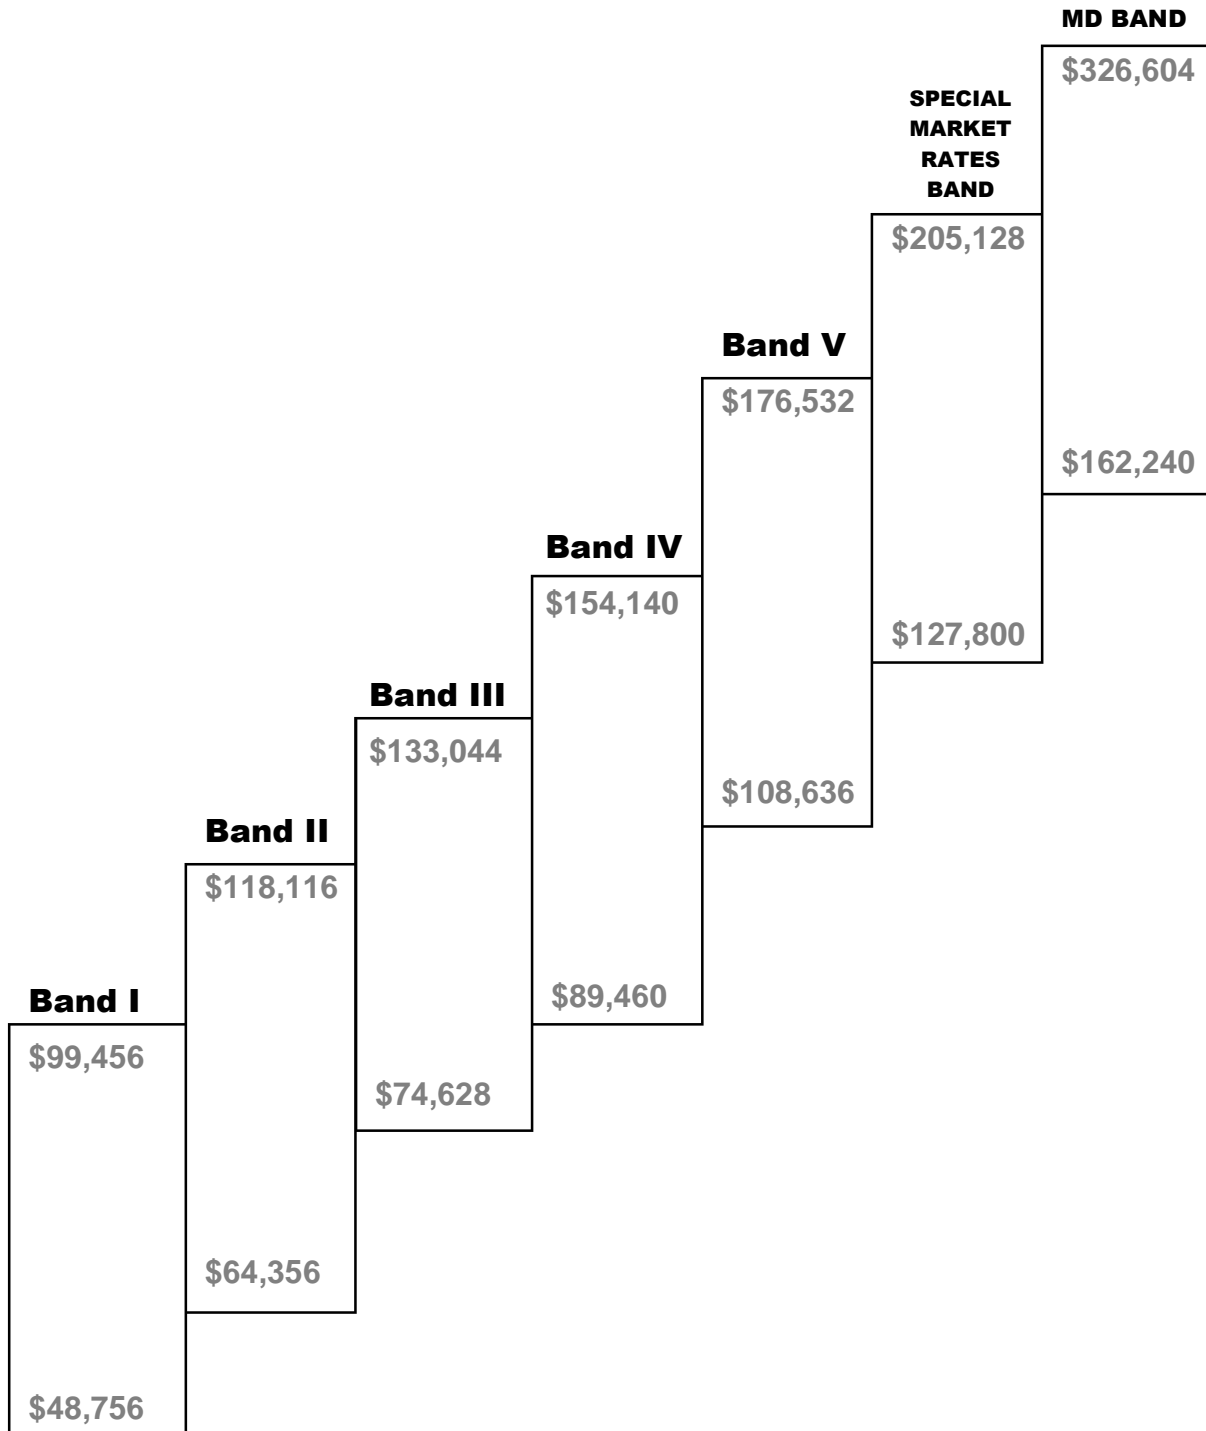 MD BAND
$326,604
$162,240
SPECIAL
MARKET
RATES
BAND
$205,128
$127,800
Band V
$176,532
$108,636
Band IV
$154,140
$89,460
Band III
$133,044
$74,628
Band II
$118,116
$64,356
Band I
$99,456
$48,756